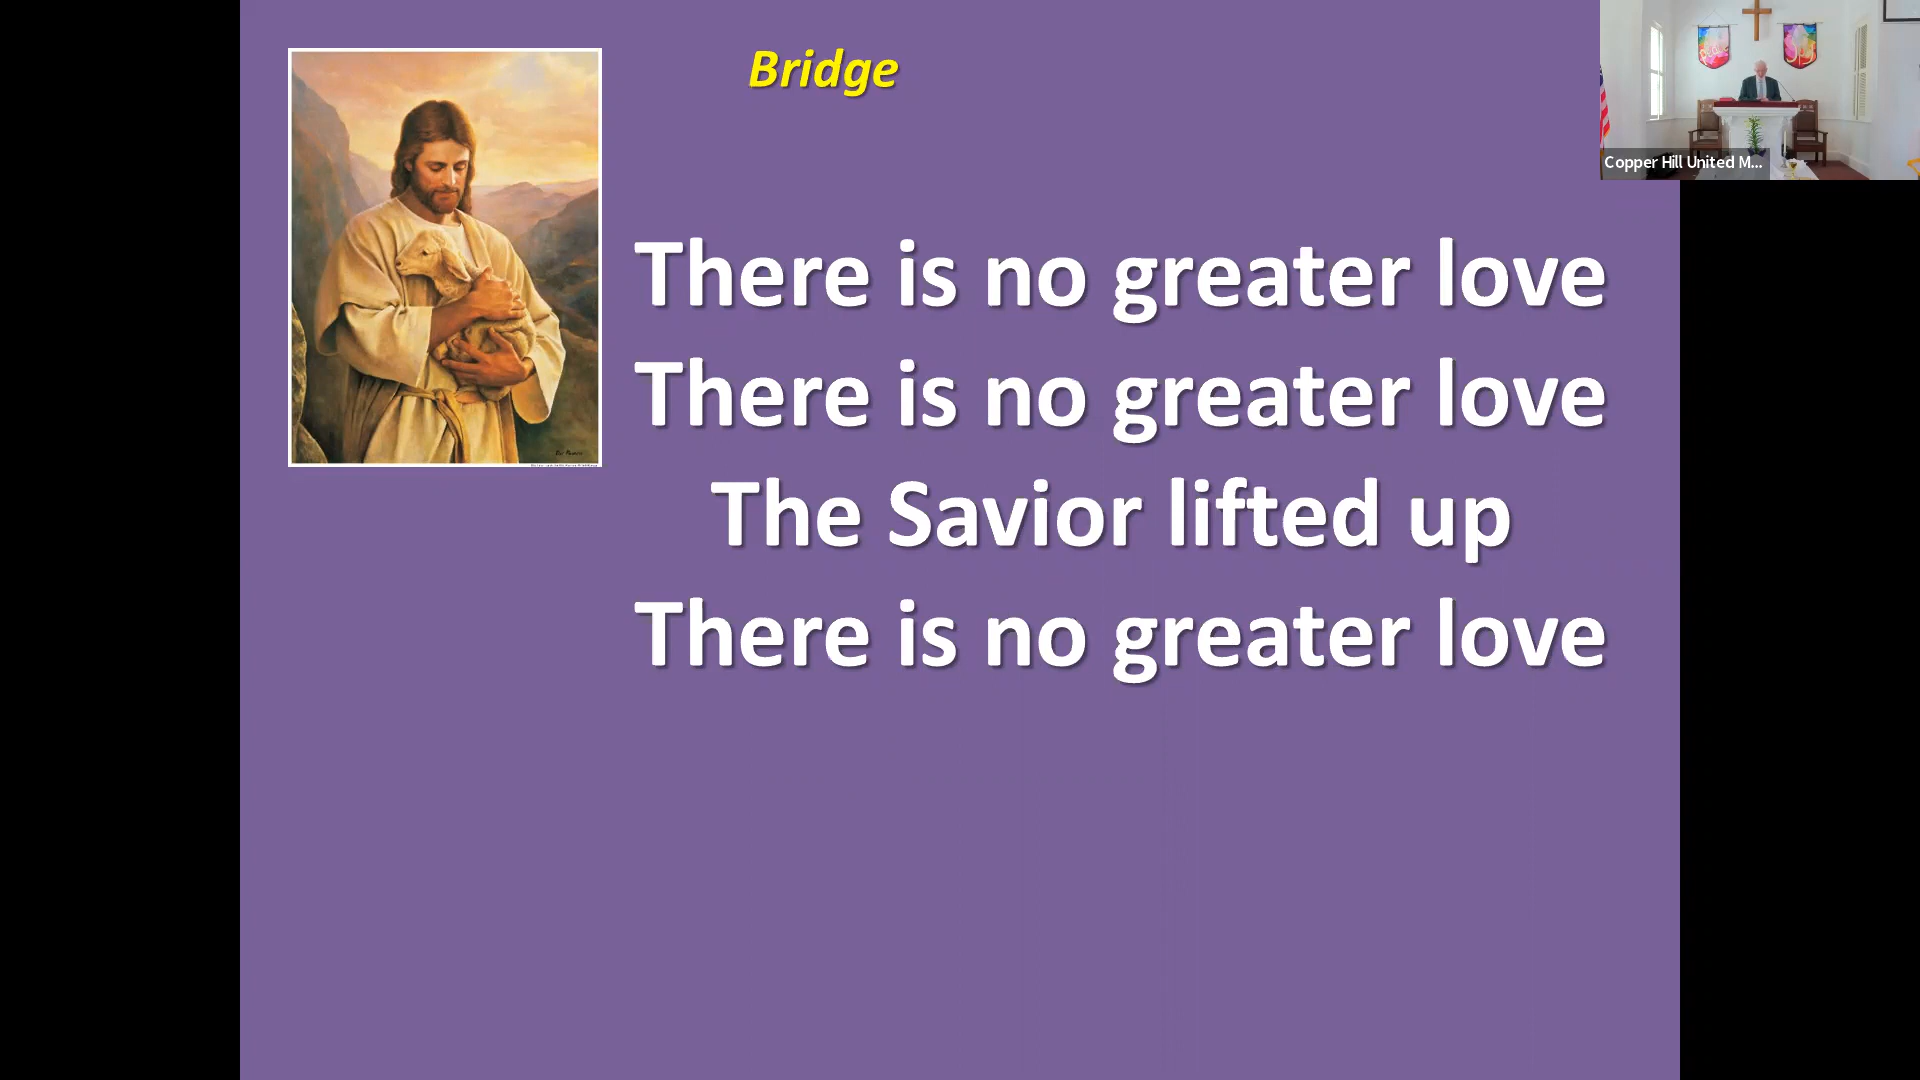 Bridge
There is no greater love
There is no greater love
The Savior lifted up
There is no greater love
Copper Hill United M...